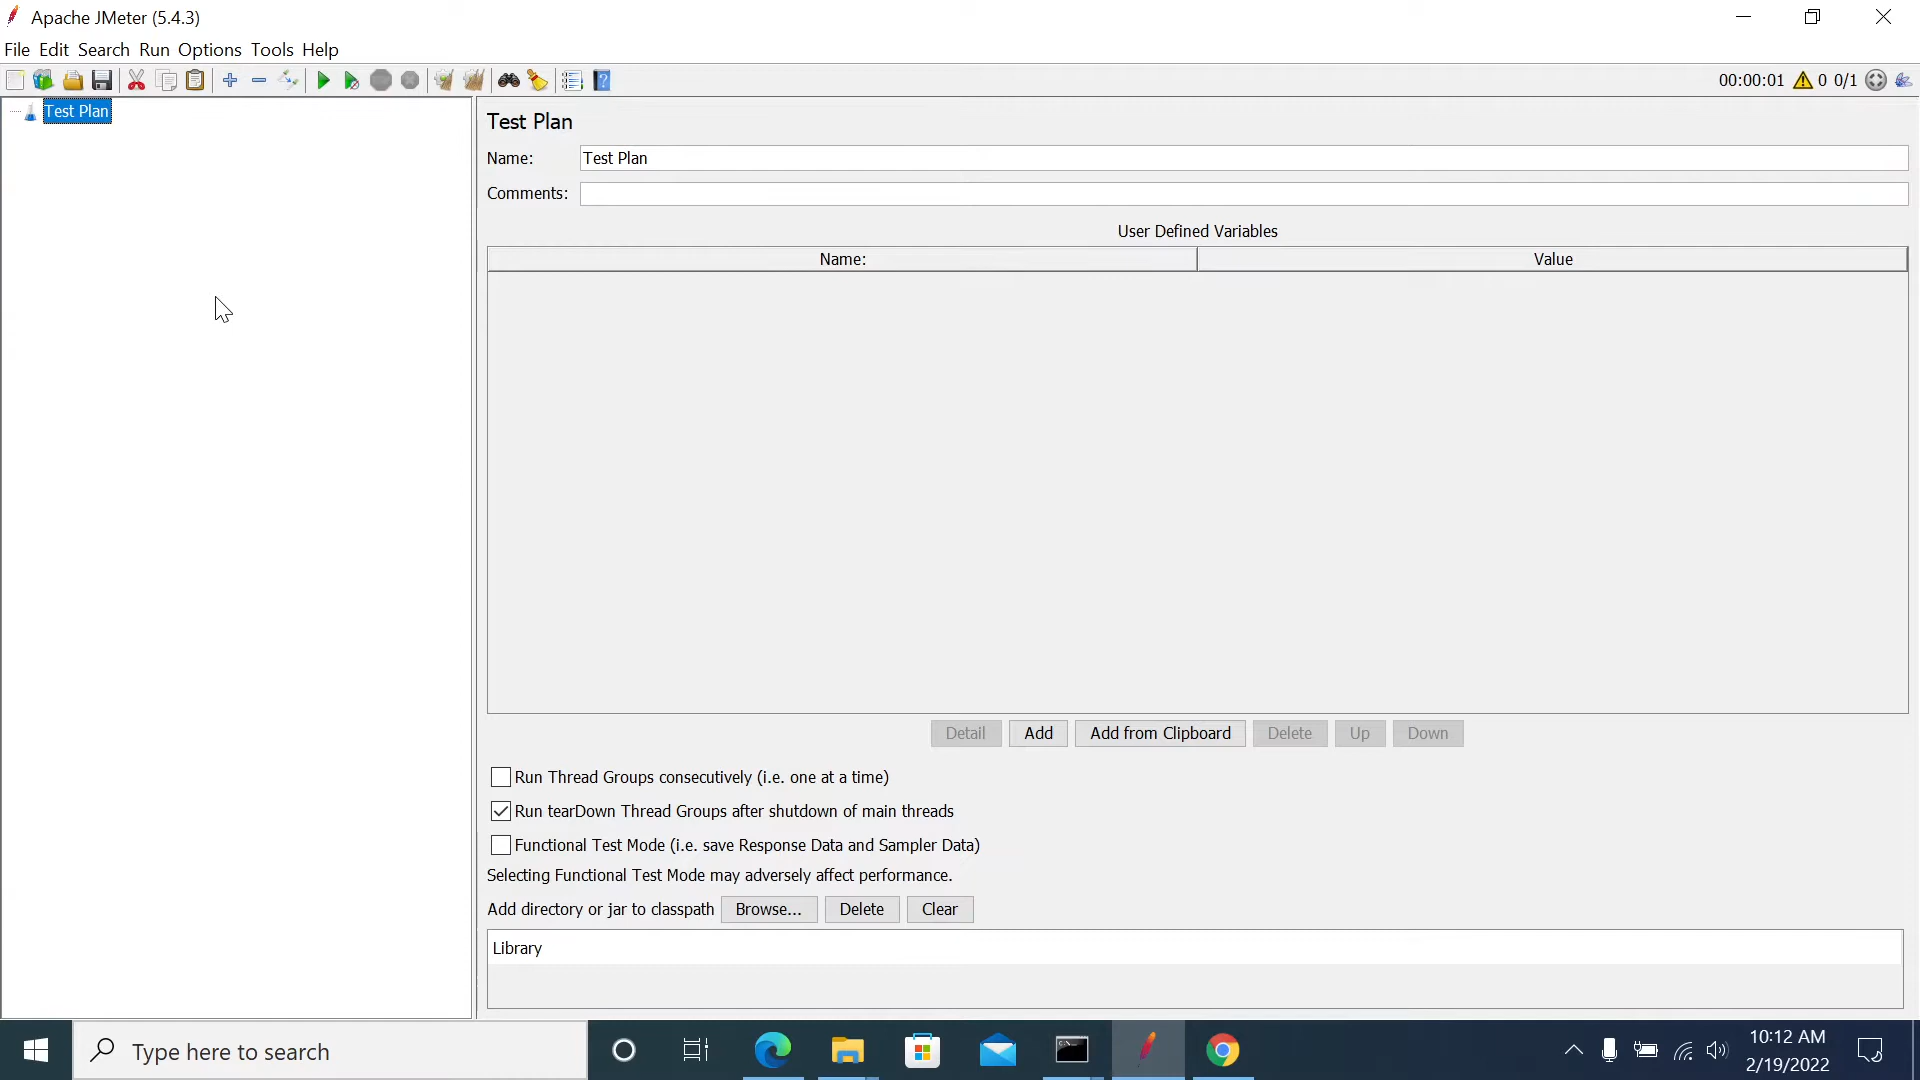 Apache JMeter (5.4.3)
File Edit Search Run Options Tools Help
00:00:01 0 0/1
Test Plan
Test Plan
Name: Test Plan
Comments:
User Defined Variables
Name: Value
Detail Add Add from Clipboard Delete Up Down
Run Thread Groups consecutively (i.e. one at a time)
Run tearDown Thread Groups after shutdown of main threads
Functional Test Mode (i.e. save Response Data and Sampler Data)
Selecting Functional Test Mode may adversely affect performance.
Add directory or jar to classpath Browse... Delete Clear
Library
Type here to search
10:12 AM
2/19/2022